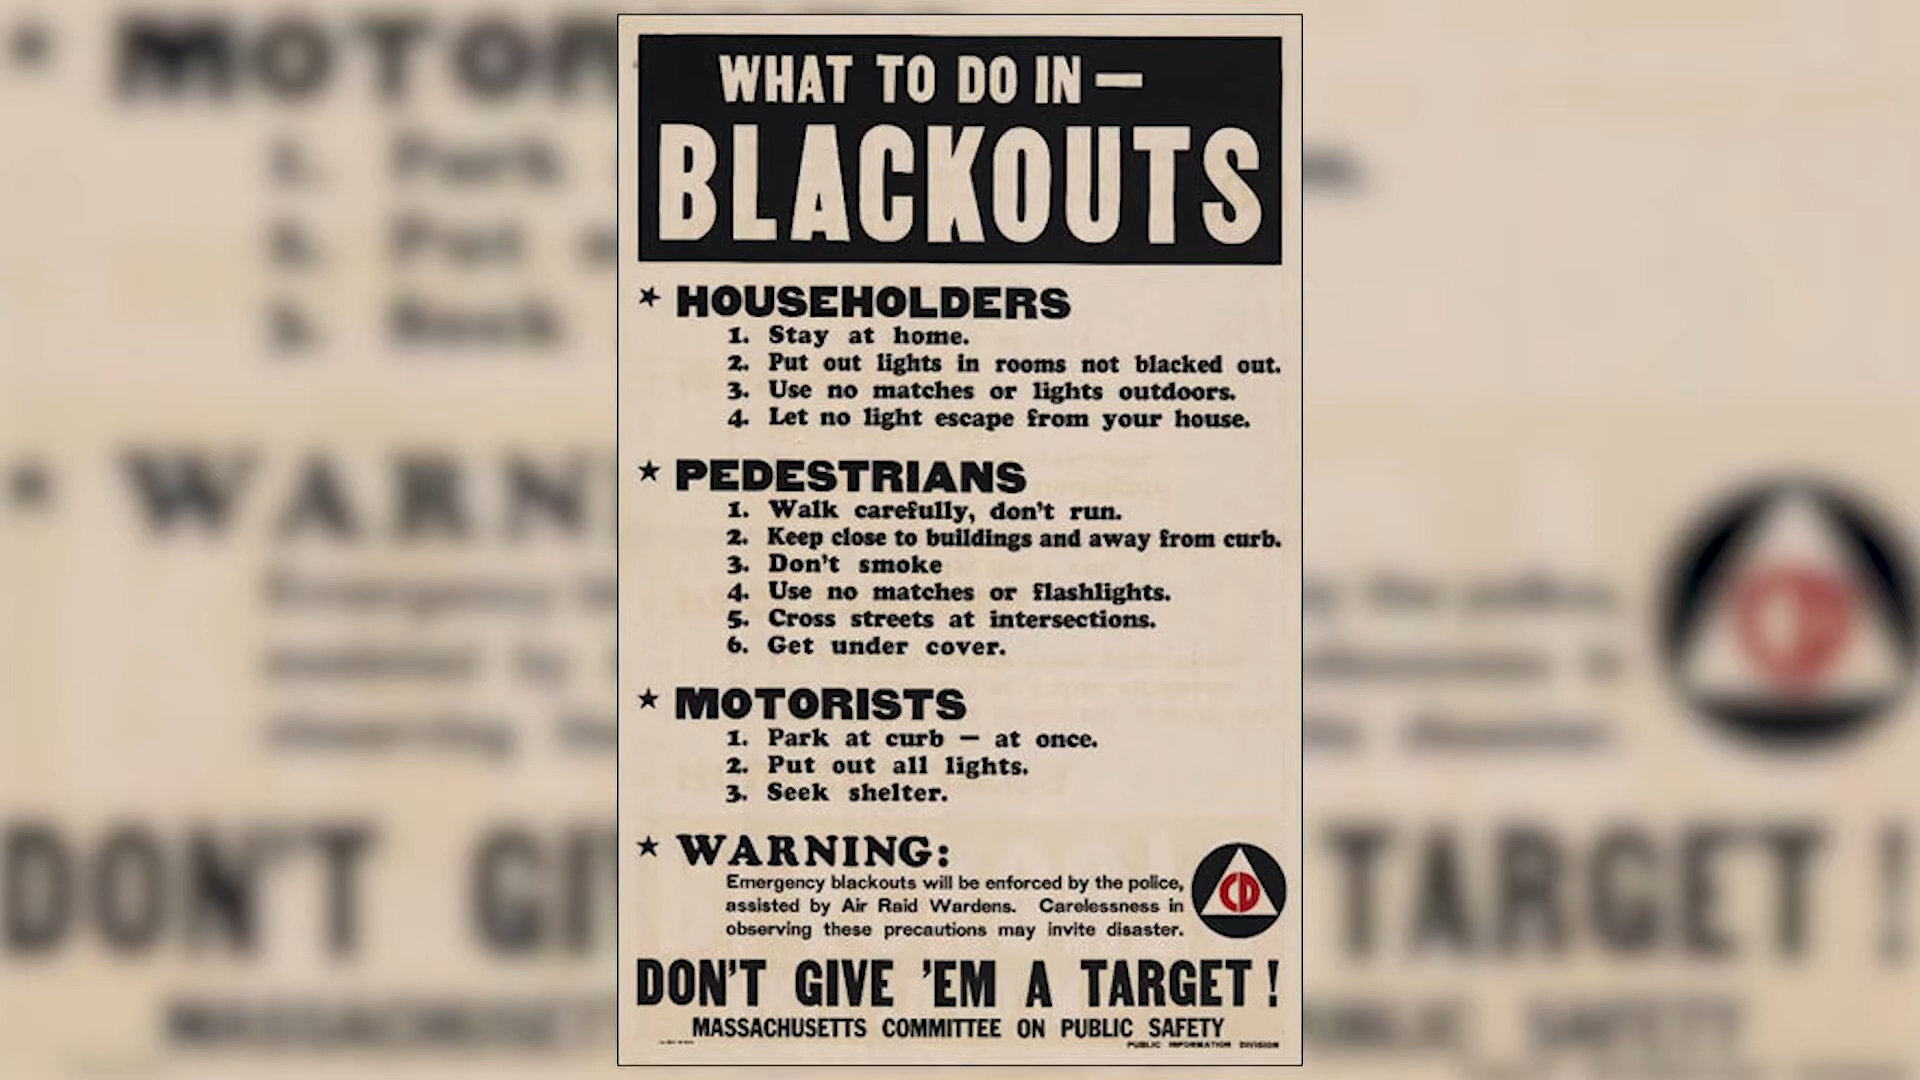 WHAT TO DO IN —
BLACKOUTS
★ HOUSEHOLDERS
1. Stay at home.
2. Put out lights in rooms not blacked out.
3. Use no matches or lights outdoors.
4. Let no light escape from your house.
★ PEDESTRIANS
1. Walk carefully, don't run.
2. Keep close to buildings and away from curb.
3. Don't smoke
4. Use no matches or flashlights.
5. Cross streets at intersections.
6. Get under cover.
★ MOTORISTS
1. Park at curb — at once.
2. Put out all lights.
3. Seek shelter.
★ WARNING:
Emergency blackouts will be enforced by the police,
assisted by Air Raid Wardens. Carelessness in
observing these precautions may invite disaster.
CD
DON'T GIVE 'EM A TARGET!
MASSACHUSETTS COMMITTEE ON PUBLIC SAFETY
PUBLIC INFORMATION DIVISION